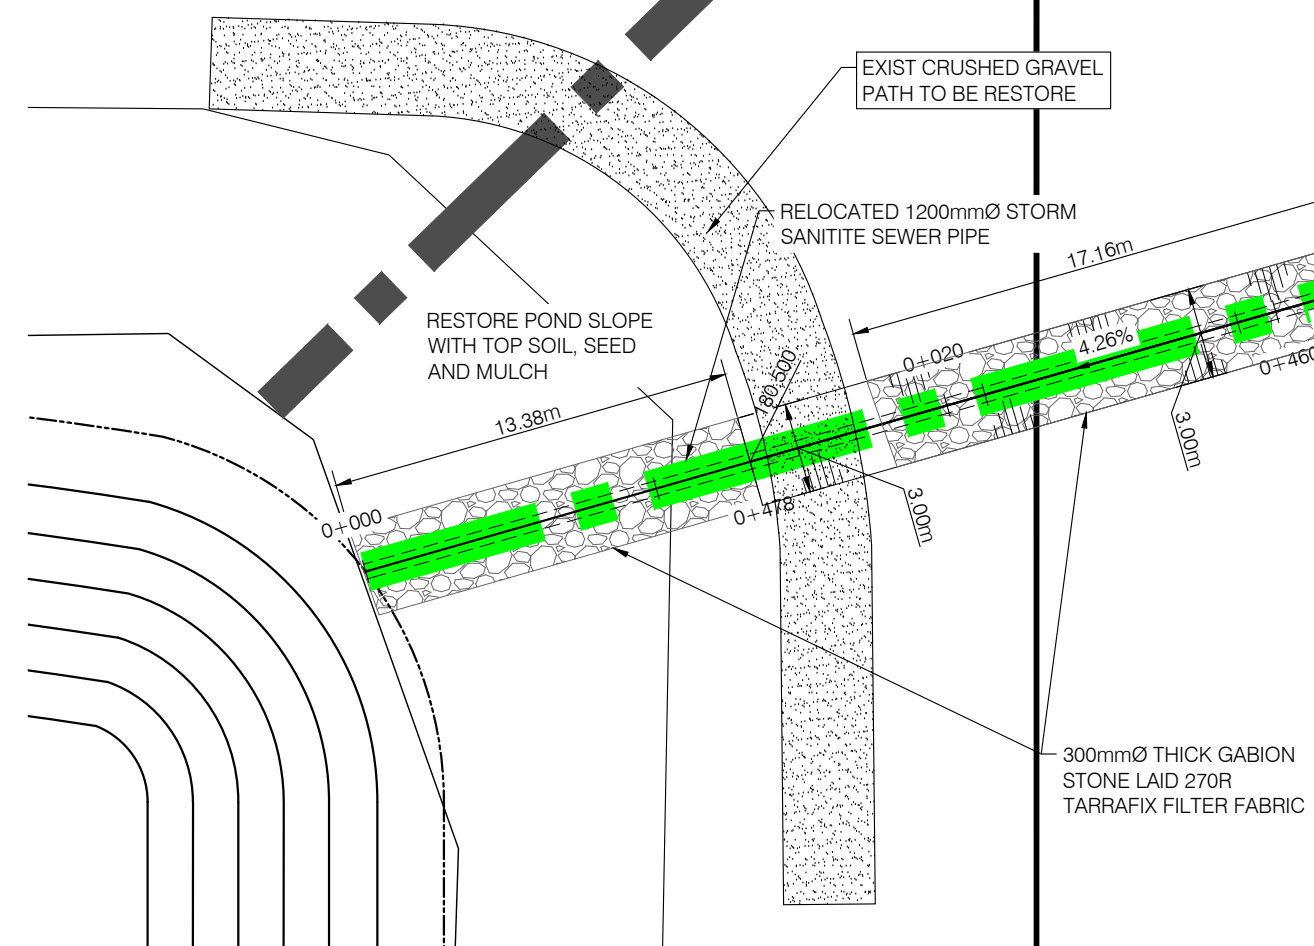 EXIST CRUSHED GRAVEL
PATH TO BE RESTORE
RELOCATED 1200mmØ STORM
SANITITE SEWER PIPE
17.16m
RESTORE POND SLOPE
WITH TOP SOIL, SEED
AND MULCH
13.38m
180.500
0+020
4.26%
0+460
0+000
0+478
3.00m
3.00m
300mmØ THICK GABION
STONE LAID 270R
TARRAFIX FILTER FABRIC